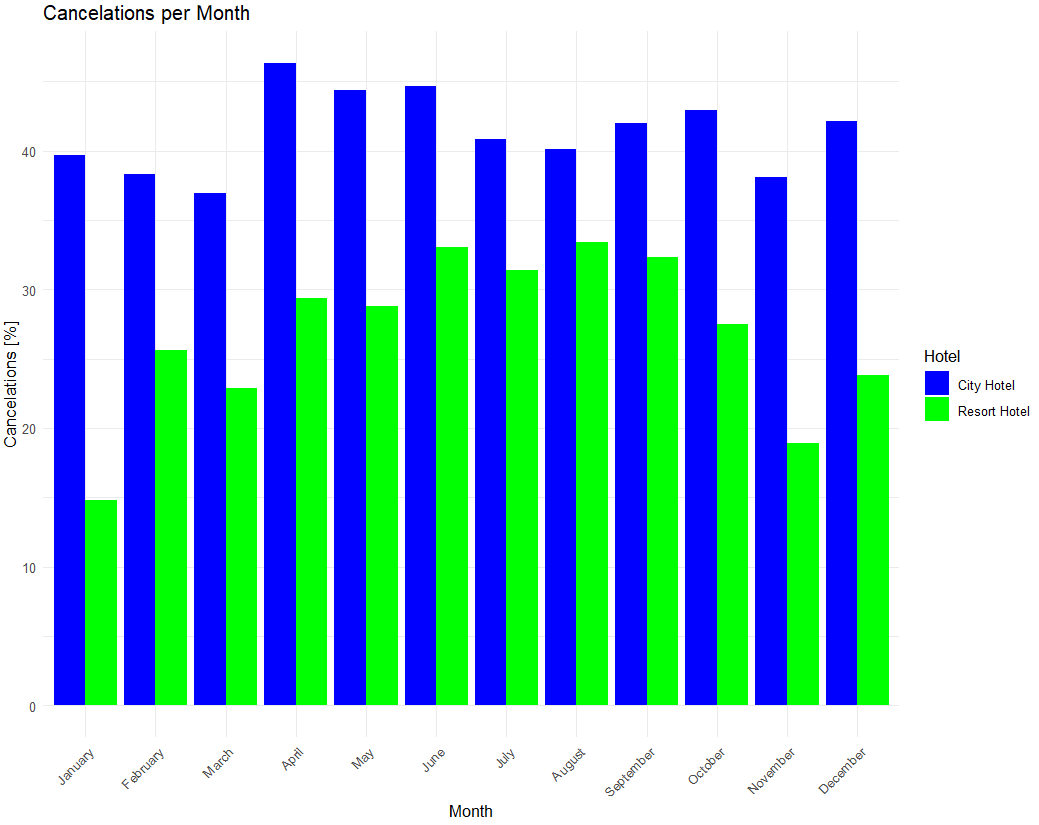 Cancelations per Month
Cancelations [%]
40
30
20
10
0
January
February
March
April
May
June
July
August
September
October
November
December
Month
Hotel
City Hotel
Resort Hotel